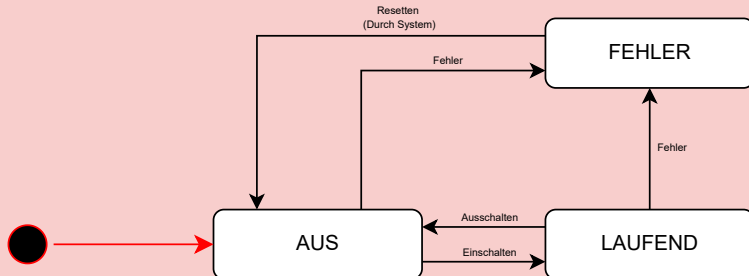 Resetten
(Durch System)
FEHLER
Fehler
Fehler
Ausschalten
AUS
LAUFEND
Einschalten